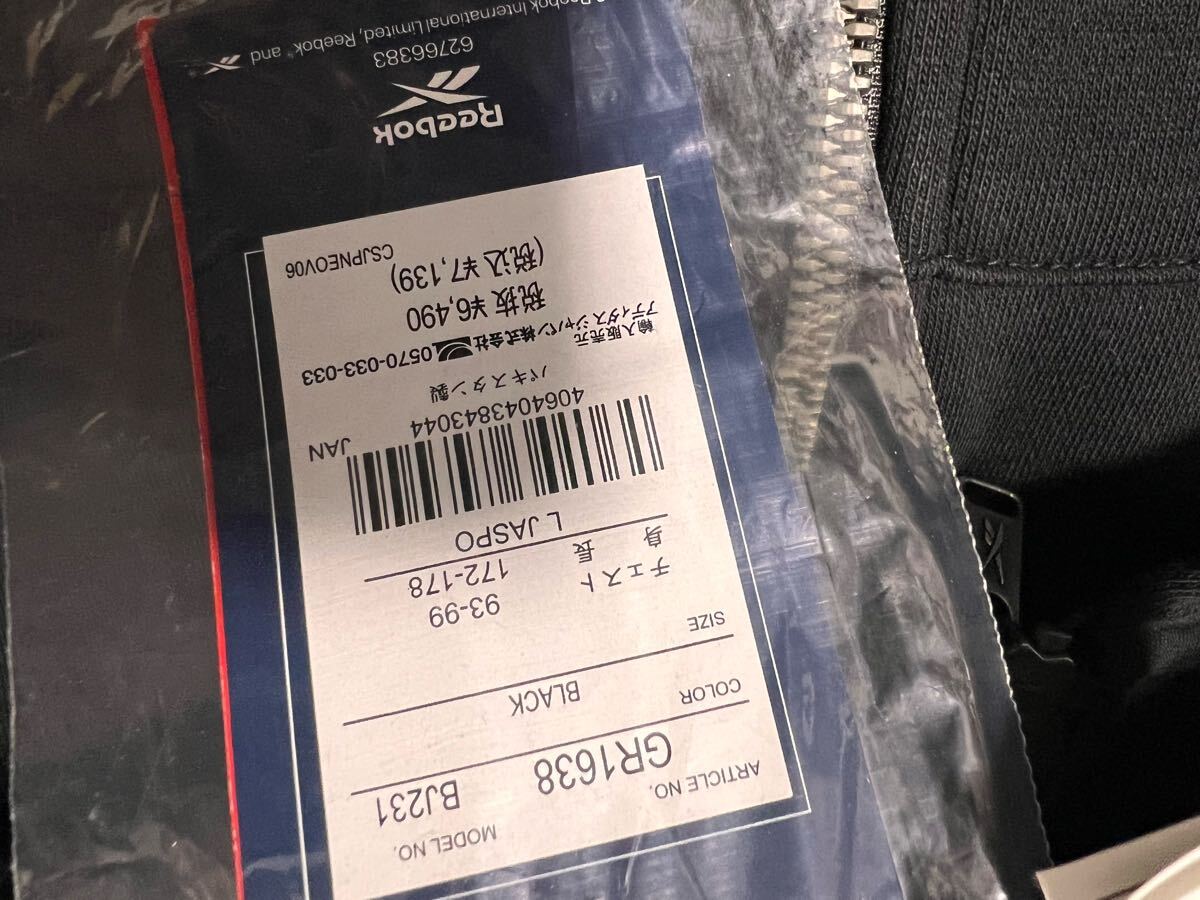 MODEL NO.
ARTICLE NO.
GR1638 BJ231
COLOR
BLACK
SIZE
チェスト 93-99
身長 172-178
L JASPO
JAN
4064043843044
パキスタン製
輸入販売元
アディダスジャパン株式会社 0570-033-033
税抜 ¥6,490
(税込 ¥7,139)
CSJPNEOV06
Reebok
62766383
Reebok International Limited, Reebok and